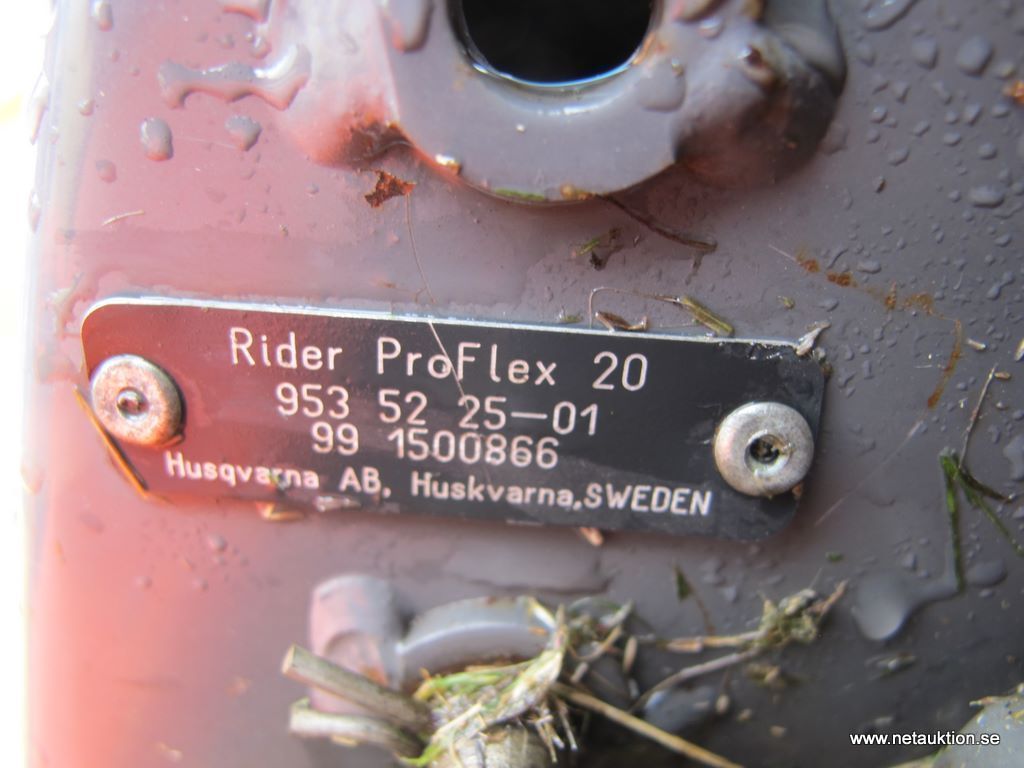 Rider ProFlex 20
953 52 25-01
99 1500866
Husqvarna AB, Huskvarna,SWEDEN
www.netauktion.se